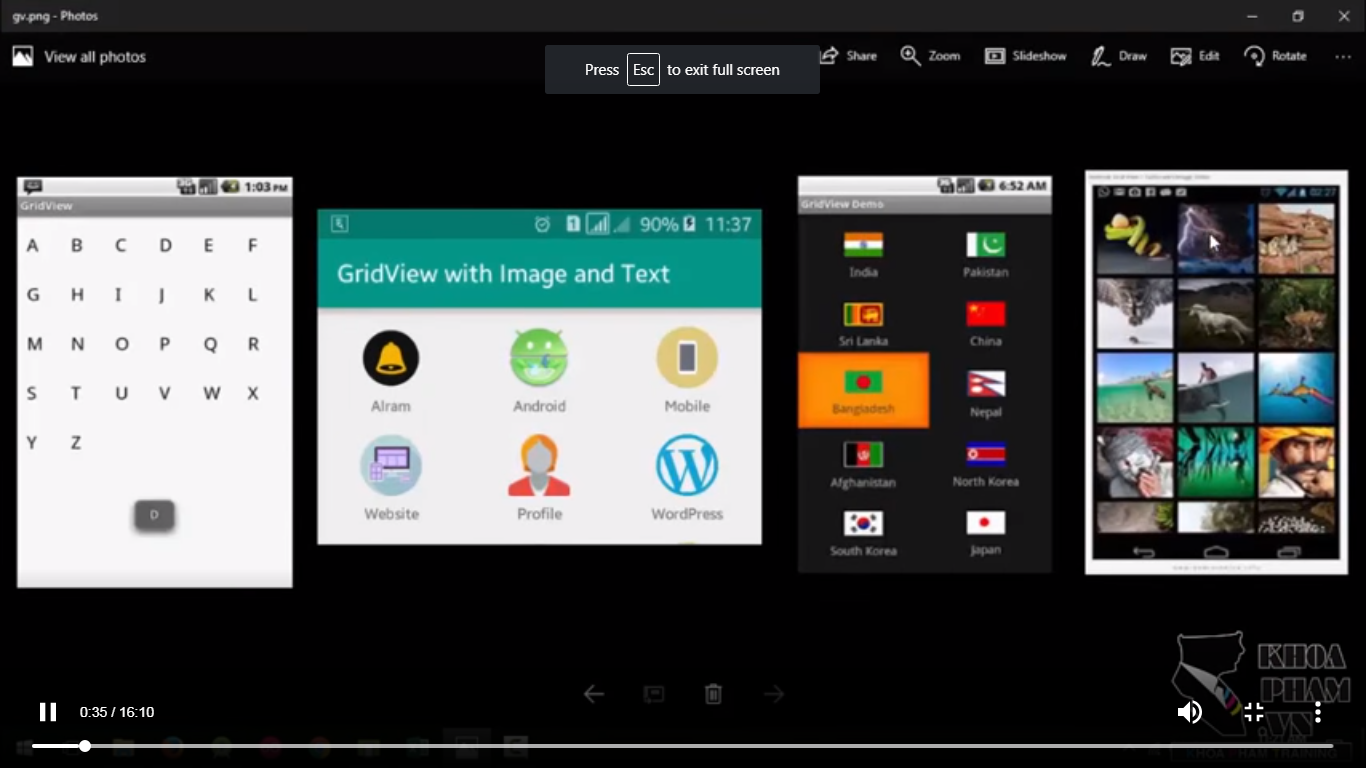 gv.png - Photos
View all photos
Press Esc to exit full screen
Share
Zoom
Slideshow
Draw
Edit
Rotate
1:03 PM
GridView
A B C D E F
G H I J K L
M N O P Q R
S T U V W X
Y Z
D
90% 11:37
GridView with Image and Text
Alram Android Mobile
Website Profile WordPress
6:52 AM
GridView Demo
India Pakistan
Sri Lanka China
Bangladesh Nepal
Afghanistan North Korea
South Korea Japan
02:27
KHOA
PHAM
.VN
0:35 / 16:10